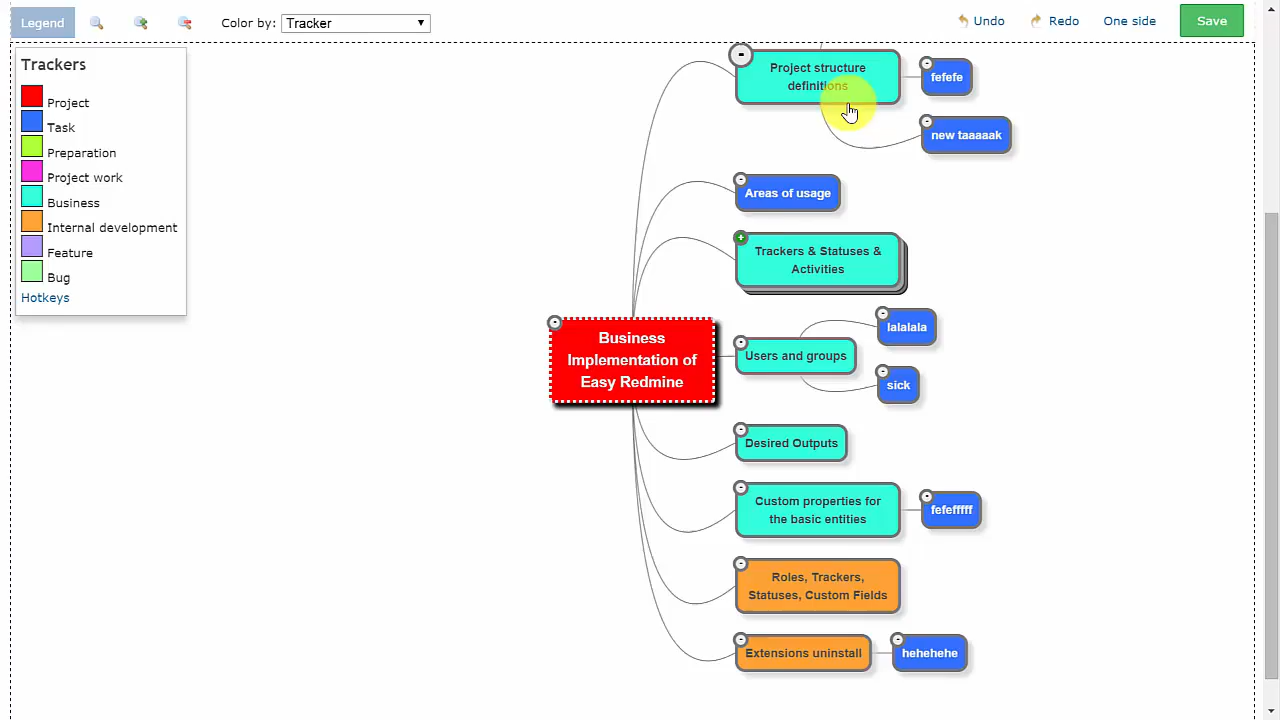 Legend
Color by:
Tracker
Undo
Redo
One side
Save
Trackers
Project
Task
Preparation
Project work
Business
Internal development
Feature
Bug
Hotkeys
Project structure
definitions
fefefe
new taaaaak
Areas of usage
Trackers & Statuses &
Activities
Business
Implementation of
Easy Redmine
Users and groups
lalalala
sick
Desired Outputs
Custom properties for
the basic entities
fefefffff
Roles, Trackers,
Statuses, Custom Fields
Extensions uninstall
hehehehe